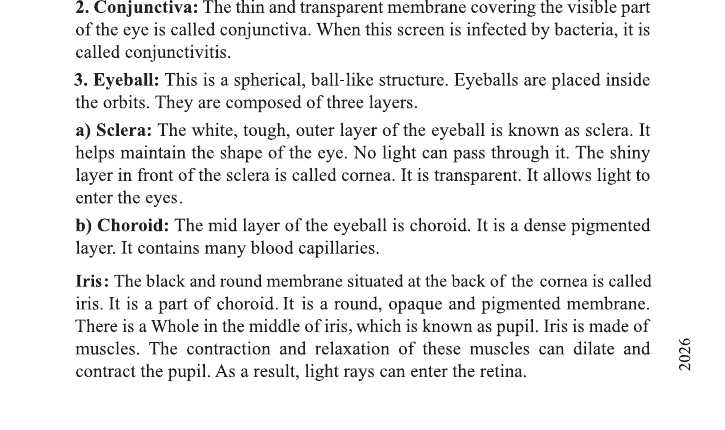 2. Conjunctiva: The thin and transparent membrane covering the visible part
of the eye is called conjunctiva. When this screen is infected by bacteria, it is
called conjunctivitis.
3. Eyeball: This is a spherical, ball-like structure. Eyeballs are placed inside
the orbits. They are composed of three layers.
a) Sclera: The white, tough, outer layer of the eyeball is known as sclera. It
helps maintain the shape of the eye. No light can pass through it. The shiny
layer in front of the sclera is called cornea. It is transparent. It allows light to
enter the eyes.
b) Choroid: The mid layer of the eyeball is choroid. It is a dense pigmented
layer. It contains many blood capillaries.
Iris: The black and round membrane situated at the back of the cornea is called
iris. It is a part of choroid. It is a round, opaque and pigmented membrane.
There is a Whole in the middle of iris, which is known as pupil. Iris is made of
muscles. The contraction and relaxation of these muscles can dilate and
contract the pupil. As a result, light rays can enter the retina.
2026